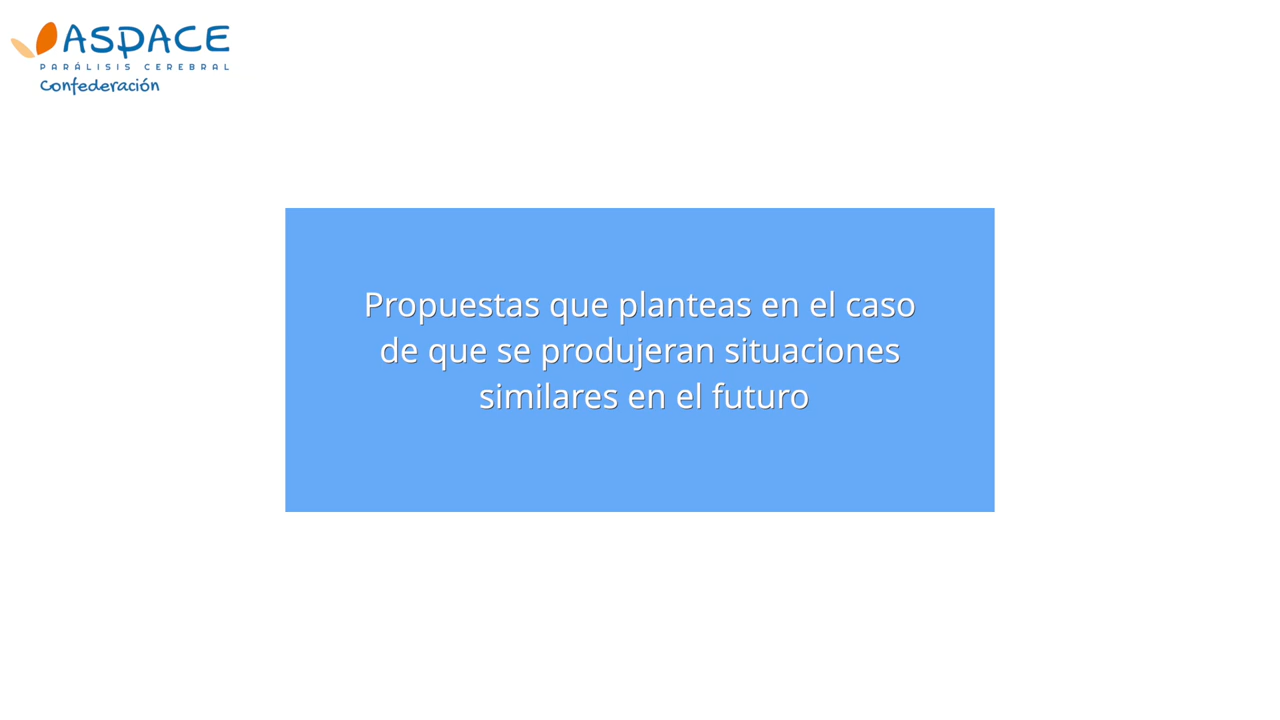 ASPACE
PARÁLISIS CEREBRAL
Confederación
Propuestas que planteas en el caso
de que se produjeran situaciones
similares en el futuro